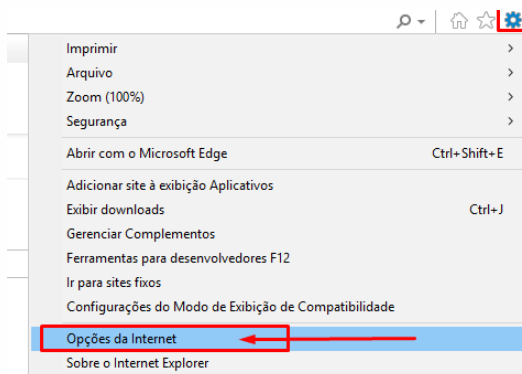 Imprimir
Arquivo
Zoom (100%)
Segurança
Abrir com o Microsoft Edge Ctrl+Shift+E
Adicionar site à exibição Aplicativos
Exibir downloads Ctrl+J
Gerenciar Complementos
Ferramentas para desenvolvedores F12
Ir para sites fixos
Configurações do Modo de Exibição de Compatibilidade
Opções da Internet
Sobre o Internet Explorer